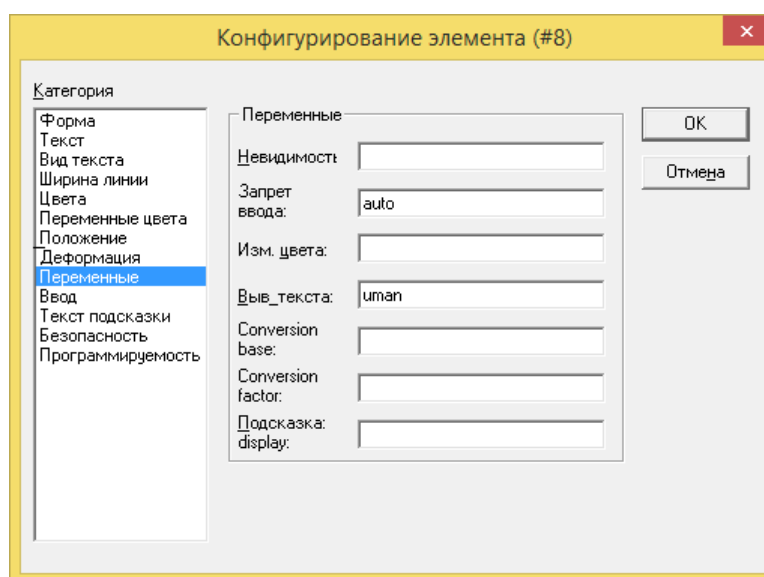 Конфигурирование элемента (#8)
Категория
Форма
Текст
Вид текста
Ширина линии
Цвета
Переменные цвета
Положение
Деформация
Переменные
Ввод
Текст подсказки
Безопасность
Программируемость
Переменные
Невидимость
Запрет
ввода:
auto
Изм. цвета:
Выв_текста:
uman
Conversion
base:
Conversion
factor:
Подсказка:
display:
OK
Отмена